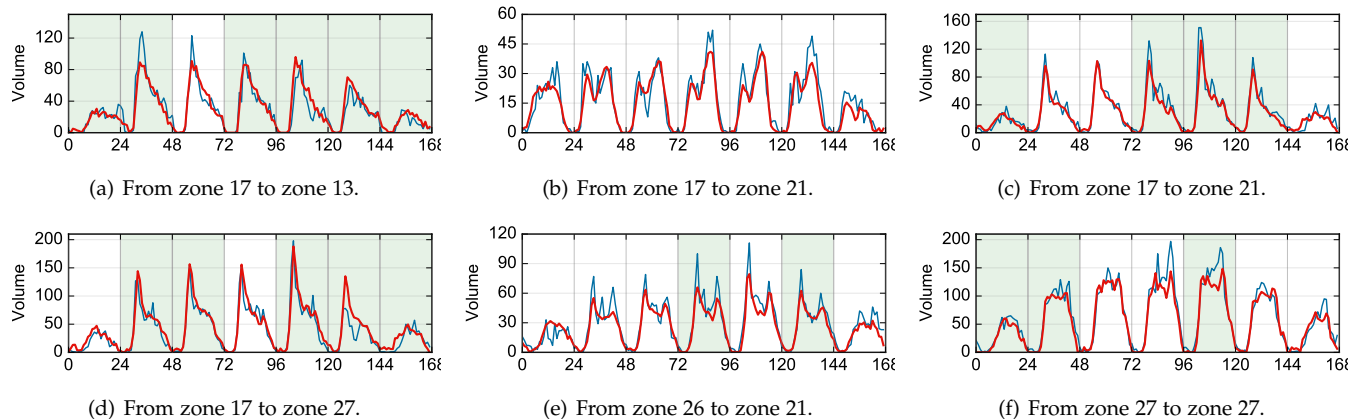 120
80
40
0
Volume
0 24 48 72 96 120 144 168
(a) From zone 17 to zone 13.
60
45
30
15
0
Volume
0 24 48 72 96 120 144 168
(b) From zone 17 to zone 21.
160
120
80
40
0
Volume
0 24 48 72 96 120 144 168
(c) From zone 17 to zone 21.
200
150
100
50
0
Volume
0 24 48 72 96 120 144 168
(d) From zone 17 to zone 27.
120
90
60
30
0
Volume
0 24 48 72 96 120 144 168
(e) From zone 26 to zone 21.
200
150
100
50
0
Volume
0 24 48 72 96 120 144 168
(f) From zone 27 to zone 27.